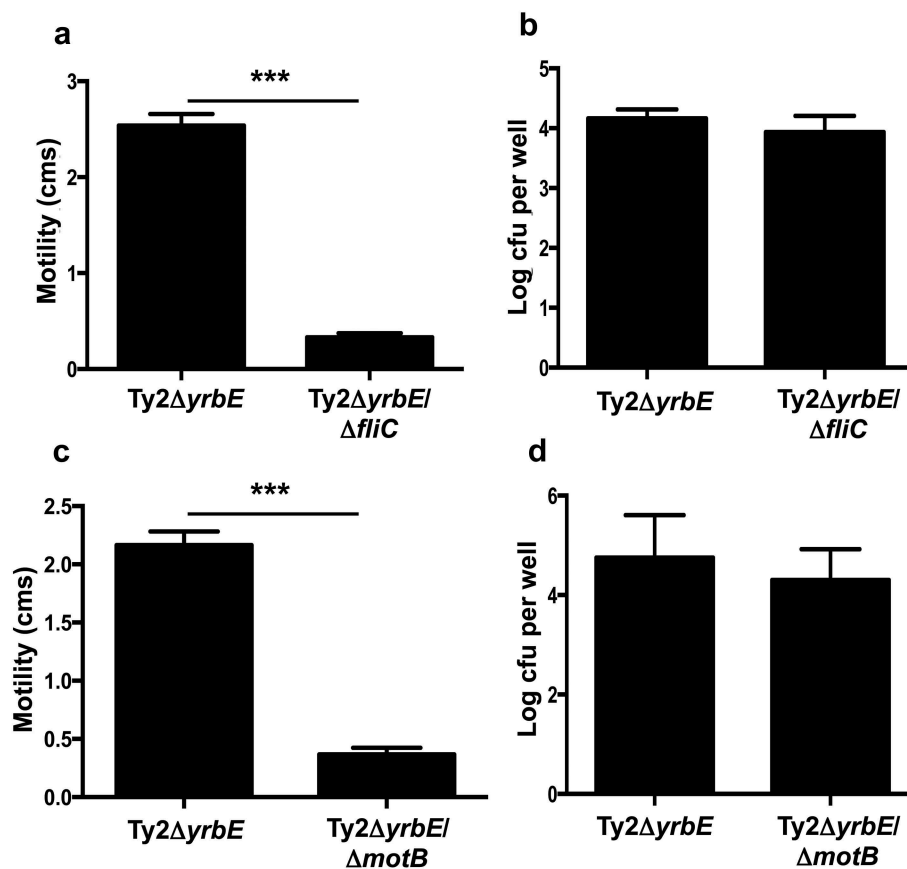 a
***
Motility (cms)
3
2
1
0
Ty2ΔyrbE
Ty2ΔyrbE/
ΔfliC
b
Log cfu per well
5
4
3
2
1
0
Ty2ΔyrbE
Ty2ΔyrbE/
ΔfliC
c
***
Motility (cms)
2.5
2.0
1.5
1.0
0.5
0.0
Ty2ΔyrbE
Ty2ΔyrbE/
ΔmotB
d
Log cfu per well
6
4
2
0
Ty2ΔyrbE
Ty2ΔyrbE/
ΔmotB